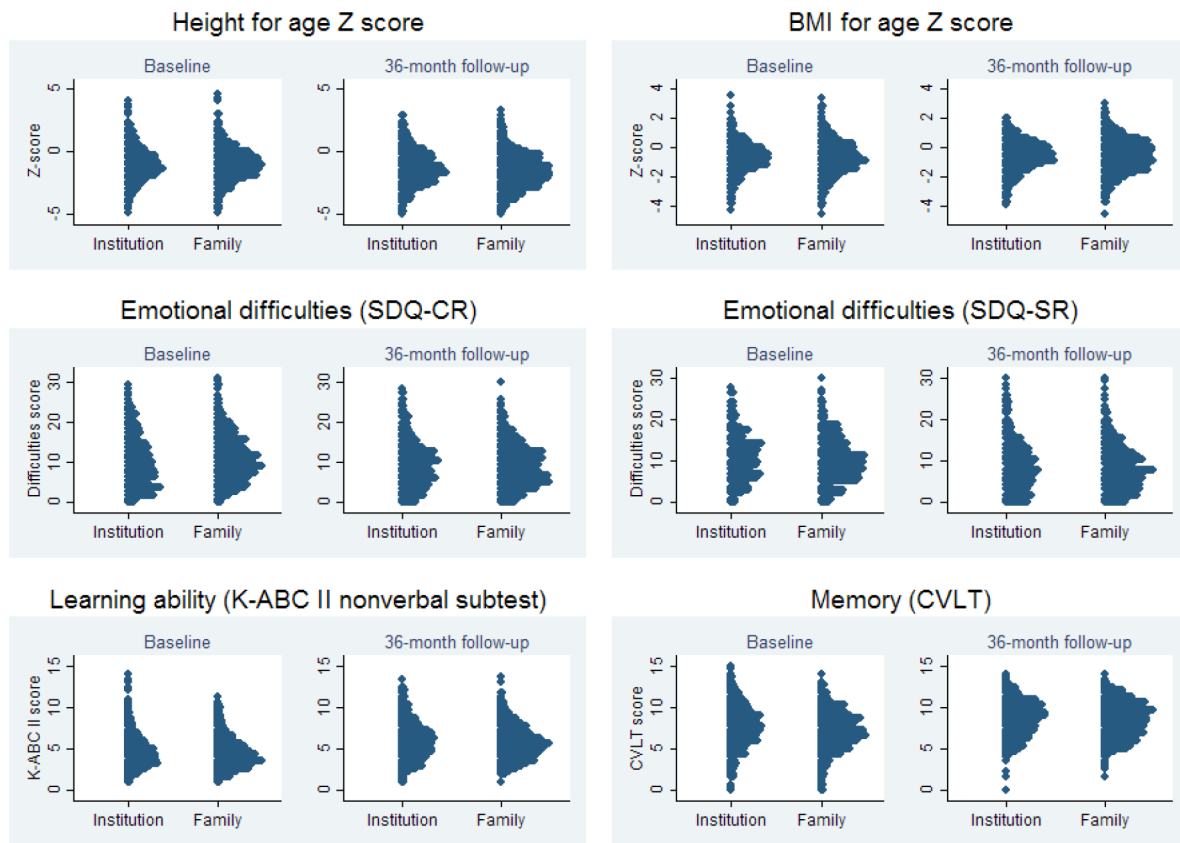 Height for age Z score
Baseline
36-month follow-up
Z-score
5
0
-5
5
0
-5
Institution Family
Institution Family
BMI for age Z score
Baseline
36-month follow-up
Z-score
4
2
0
-2
-4
4
2
0
-2
-4
Institution Family
Institution Family
Emotional difficulties (SDQ-CR)
Baseline
36-month follow-up
Difficulties score
30
20
10
0
30
20
10
0
Institution Family
Institution Family
Emotional difficulties (SDQ-SR)
Baseline
36-month follow-up
Difficulties score
30
20
10
0
30
20
10
0
Institution Family
Institution Family
Learning ability (K-ABC II nonverbal subtest)
Baseline
36-month follow-up
K-ABC II score
15
10
5
0
15
10
5
0
Institution Family
Institution Family
Memory (CVLT)
Baseline
36-month follow-up
CVLT score
15
10
5
0
15
10
5
0
Institution Family
Institution Family